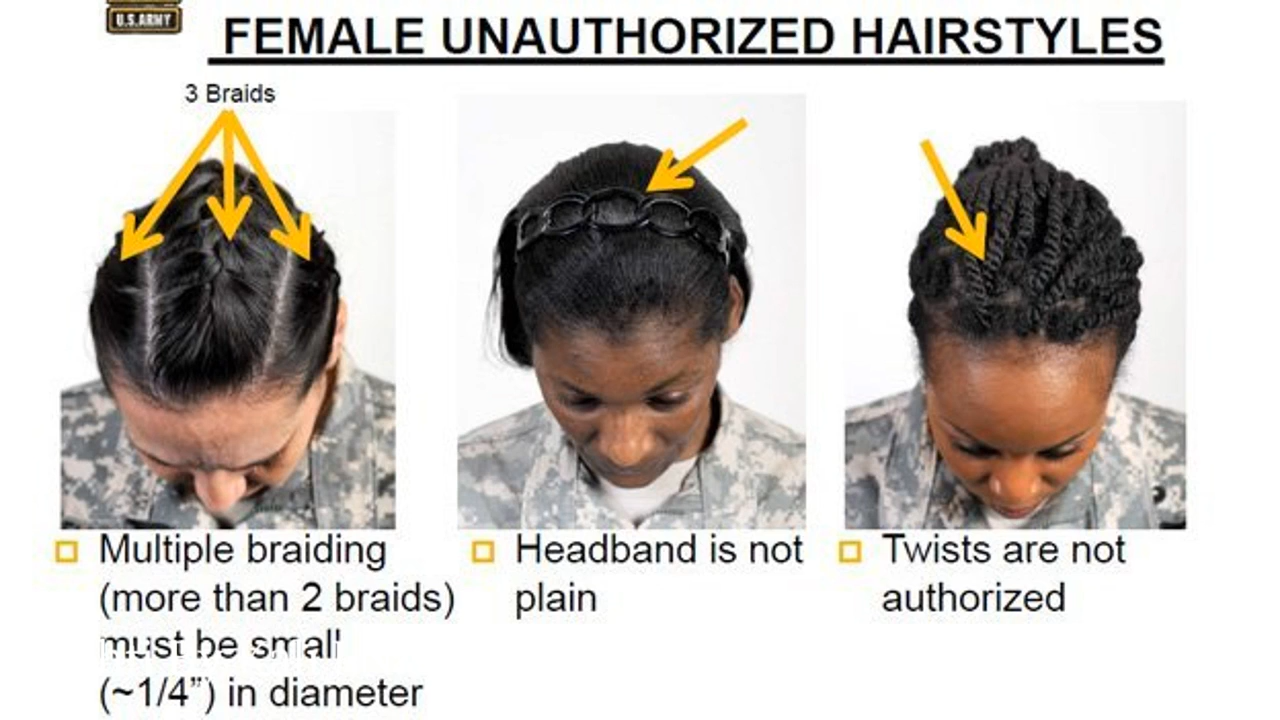 U.S.ARMY
FEMALE UNAUTHORIZED HAIRSTYLES
3 Braids
Multiple braiding
(more than 2 braids)
must be small
(~1/4”) in diameter
Headband is not
plain
Twists are not
authorized